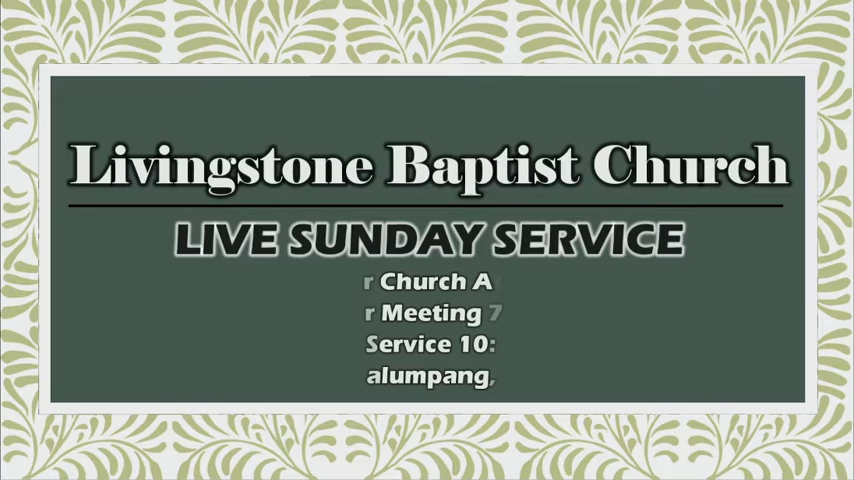 Livingstone Baptist Church
LIVE SUNDAY SERVICE
r Church A
r Meeting 7
Service 10:
alumpang,